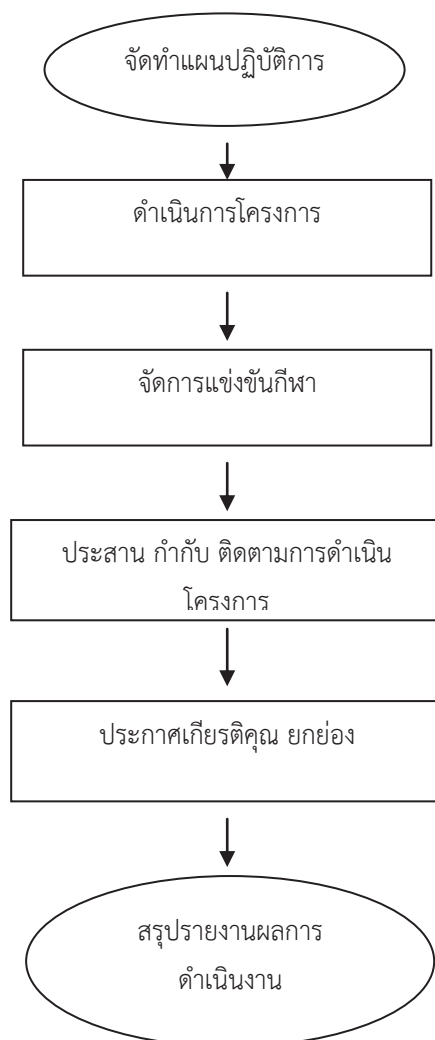 จัดทำแผนปฏิบัติการ
ดำเนินการโครงการ
จัดการแข่งขันกีฬา
ประสาน กำกับ ติดตามการดำเนิน
โครงการ
ประกาศเกียรติคุณ ยกย่อง
สรุปรายงานผลการ
ดำเนินงาน